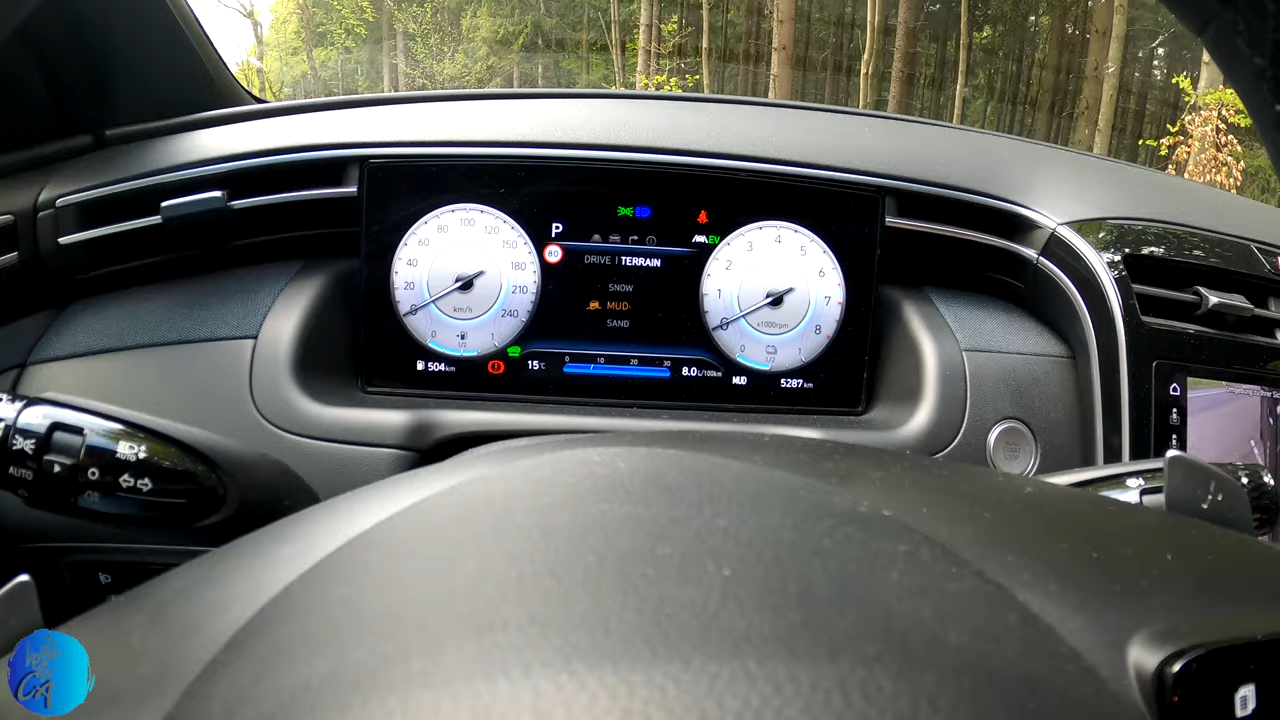 P
80
EV
DRIVE | TERRAIN
SNOW
MUD
SAND
0
20
40
60
80
100
120
150
180
210
240
km/h
0
1/2
1
0
1
2
3
4
5
6
7
8
x1000rpm
0
1/2
1
504km
15°C
0 10 20 30
8.0L/100km
MUD
5287km
AUTO
AUTO
START
STOP